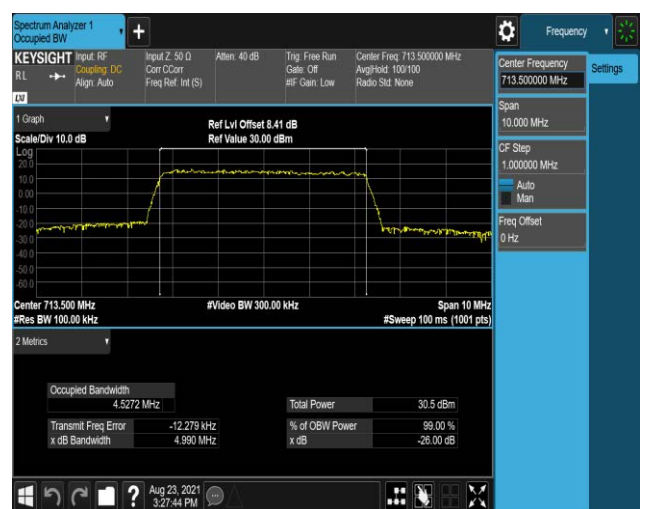 Spectrum Analyzer 1
Occupied BW
+
Frequency
KEYSIGHT
RL
LXI
Input: RF
Coupling: DC
Align: Auto
Input Z: 50 Ω
Corr CCorr
Freq Ref: Int (S)
Atten: 40 dB
Trig: Free Run
Gate: Off
#IF Gain: Low
Center Freq: 713.500000 MHz
Avg|Hold: 100/100
Radio Std: None
Center Frequency
713.500000 MHz
Settings
Span
10.000 MHz
CF Step
1.000000 MHz
Auto
Man
Freq Offset
0 Hz
1 Graph
Scale/Div 10.0 dB
Ref Lvl Offset 8.41 dB
Ref Value 30.00 dBm
Log
20.0
10.0
0.00
-10.0
-20.0
-30.0
-40.0
-50.0
-60.0
Center 713.500 MHz
#Video BW 300.00 kHz
Span 10 MHz
#Res BW 100.00 kHz
#Sweep 100 ms (1001 pts)
2 Metrics
Occupied Bandwidth
4.5272 MHz
Total Power 30.5 dBm
Transmit Freq Error -12.279 kHz
% of OBW Power 99.00 %
x dB Bandwidth 4.990 MHz
x dB -26.00 dB
?
Aug 23, 2021
3:27:44 PM